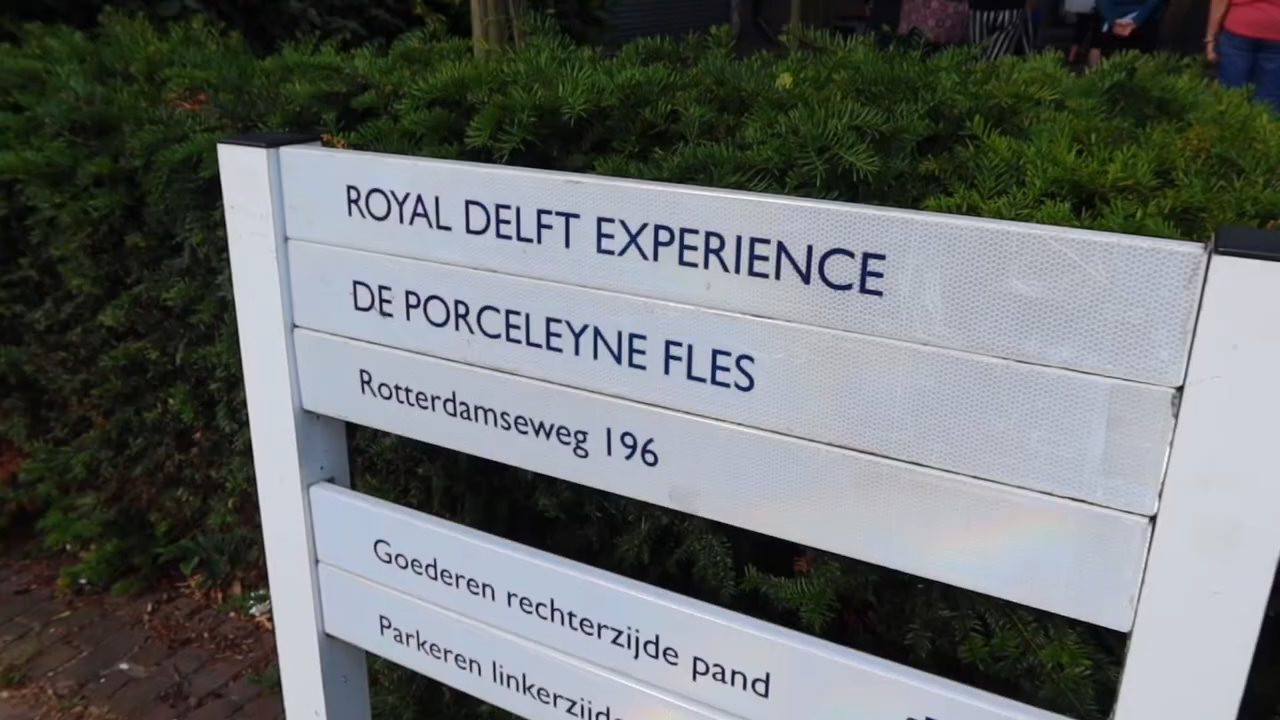 ROYAL DELFT EXPERIENCE
DE PORCELEYNE FLES
Rotterdamseweg 196
Goederen rechterzijde pand
Parkeren linkerzijde